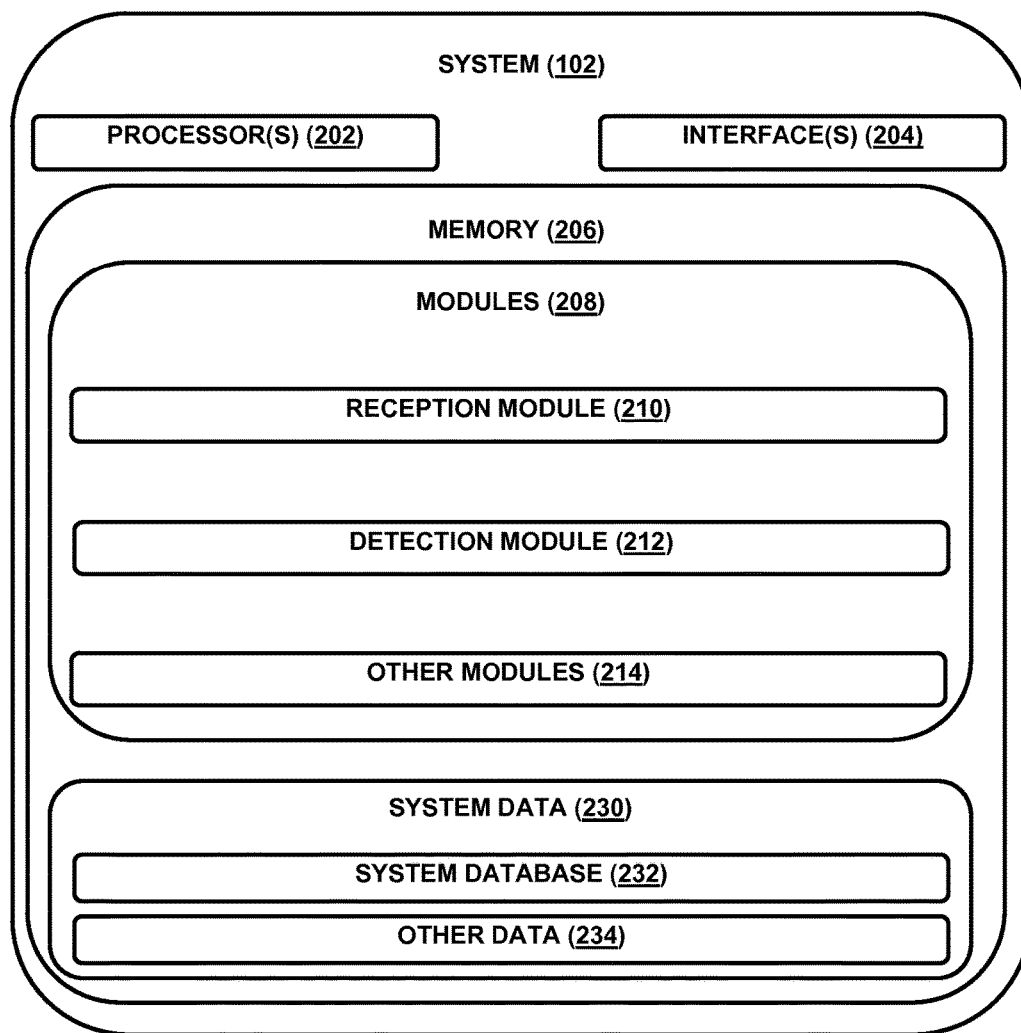 SYSTEM (102)
PROCESSOR(S) (202)
INTERFACE(S) (204)
MEMORY (206)
MODULES (208)
RECEPTION MODULE (210)
DETECTION MODULE (212)
OTHER MODULES (214)
SYSTEM DATA (230)
SYSTEM DATABASE (232)
OTHER DATA (234)